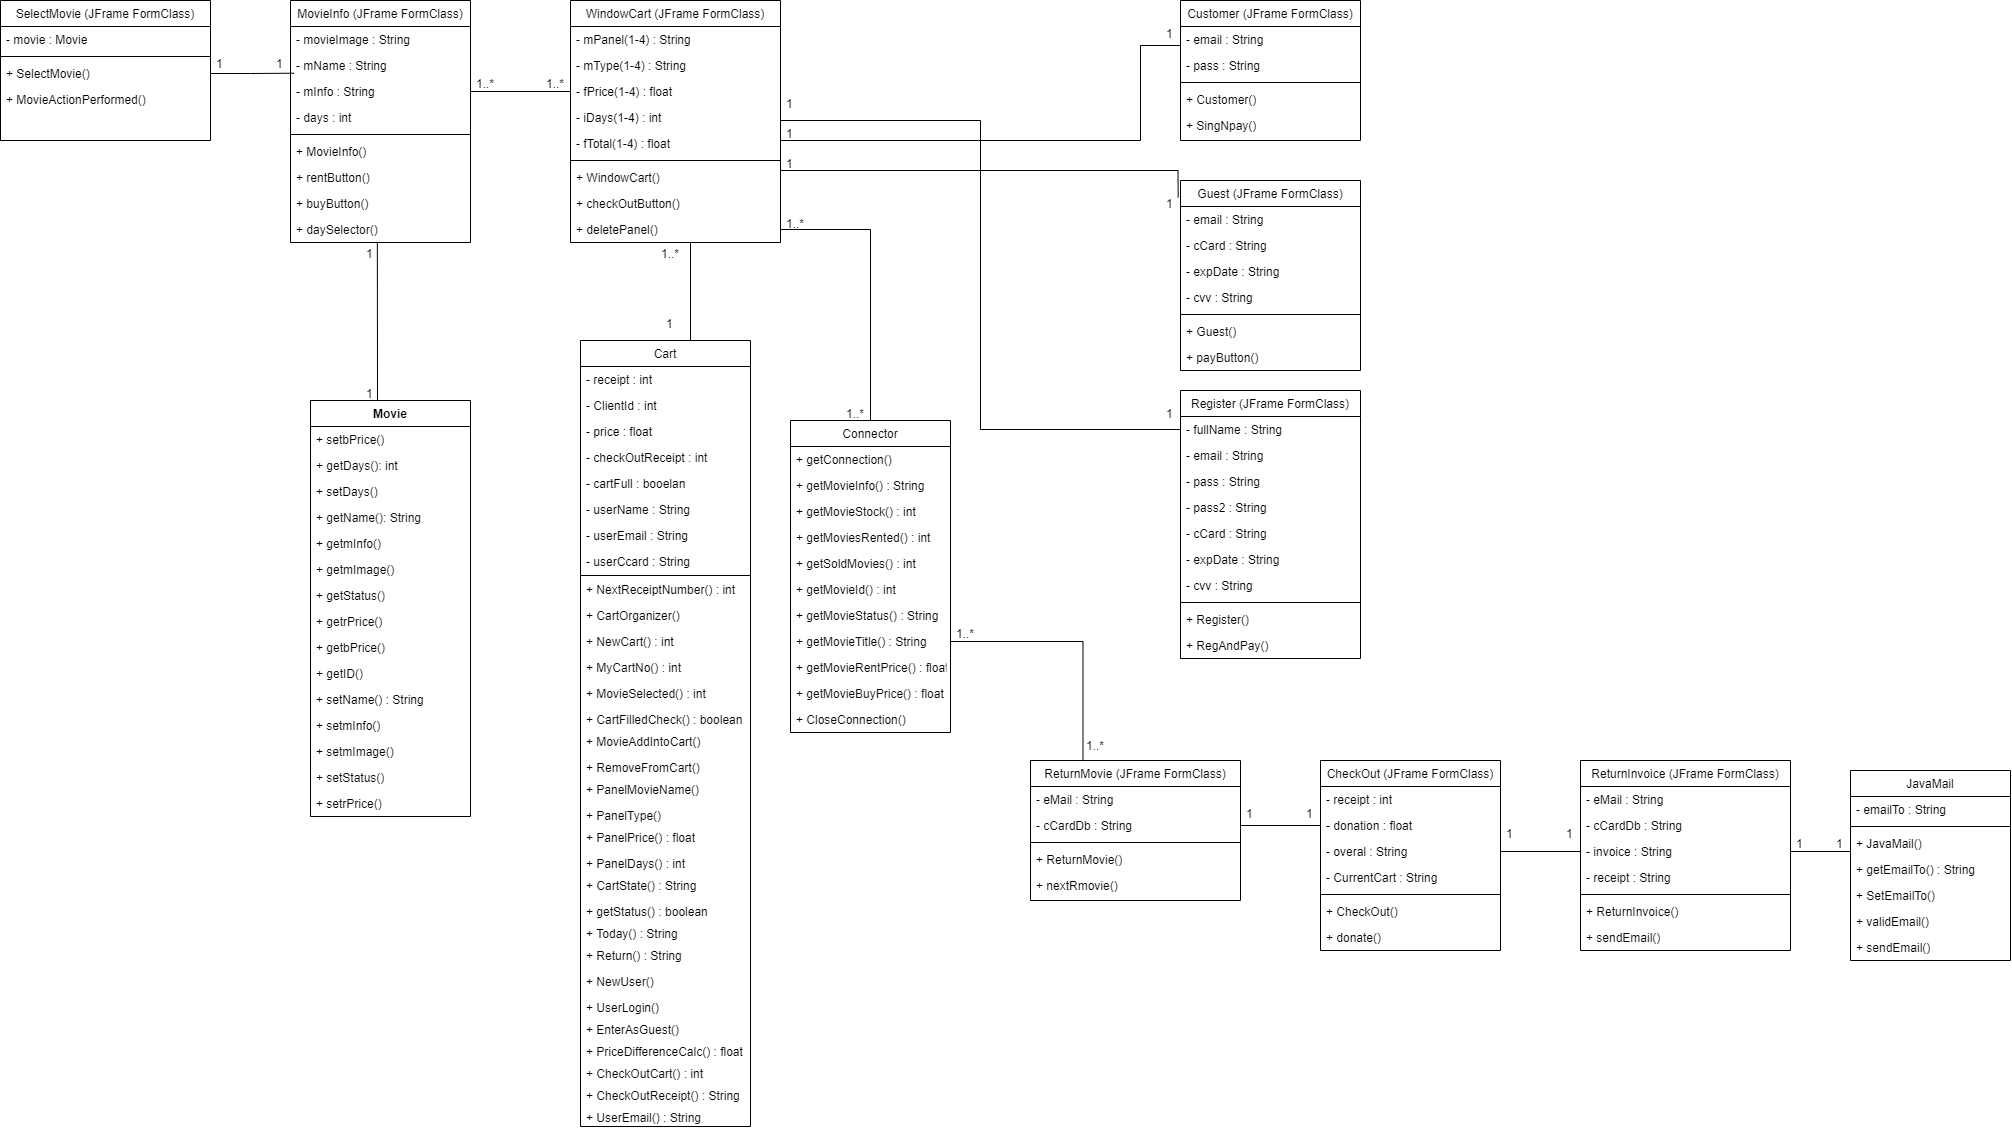 SelectMovie (JFrame FormClass)
- movie : Movie
+ SelectMovie()
+ MovieActionPerformed()
1
1
MovieInfo (JFrame FormClass)
- movieImage : String
- mName : String
- mInfo : String
- days : int
+ MovieInfo()
+ rentButton()
+ buyButton()
+ daySelector()
1..*
1..*
1
1
Movie
+ setbPrice()
+ getDays(): int
+ setDays()
+ getName(): String
+ getmInfo()
+ getmImage()
+ getStatus()
+ getrPrice()
+ getbPrice()
+ getID()
+ setName() : String
+ setmInfo()
+ setmImage()
+ setStatus()
+ setrPrice()
WindowCart (JFrame FormClass)
- mPanel(1-4) : String
- mType(1-4) : String
- fPrice(1-4) : float
- iDays(1-4) : int
- fTotal(1-4) : float
+ WindowCart()
+ checkOutButton()
+ deletePanel()
1
1
1
1..*
1..*
1
Cart
- receipt : int
- ClientId : int
- price : float
- checkOutReceipt : int
- cartFull : booelan
- userName : String
- userEmail : String
- userCcard : String
+ NextReceiptNumber() : int
+ CartOrganizer()
+ NewCart() : int
+ MyCartNo() : int
+ MovieSelected() : int
+ CartFilledCheck() : boolean
+ MovieAddIntoCart()
+ RemoveFromCart()
+ PanelMovieName()
+ PanelType()
+ PanelPrice() : float
+ PanelDays() : int
+ CartState() : String
+ getStatus() : boolean
+ Today() : String
+ Return() : String
+ NewUser()
+ UserLogin()
+ EnterAsGuest()
+ PriceDifferenceCalc() : float
+ CheckOutCart() : int
+ CheckOutReceipt() : String
+ UserEmail() : String
1..*
Connector
+ getConnection()
+ getMovieInfo() : String
+ getMovieStock() : int
+ getMoviesRented() : int
+ getSoldMovies() : int
+ getMovieId() : int
+ getMovieStatus() : String
+ getMovieTitle() : String
+ getMovieRentPrice() : float
+ getMovieBuyPrice() : float
+ CloseConnection()
1..*
1..*
1
Customer (JFrame FormClass)
- email : String
- pass : String
+ Customer()
+ SingNpay()
1
Guest (JFrame FormClass)
- email : String
- cCard : String
- expDate : String
- cvv : String
+ Guest()
+ payButton()
1
Register (JFrame FormClass)
- fullName : String
- email : String
- pass : String
- pass2 : String
- cCard : String
- expDate : String
- cvv : String
+ Register()
+ RegAndPay()
ReturnMovie (JFrame FormClass)
- eMail : String
- cCardDb : String
+ ReturnMovie()
+ nextRmovie()
1
1
CheckOut (JFrame FormClass)
- receipt : int
- donation : float
- overal : String
- CurrentCart : String
+ CheckOut()
+ donate()
1
1
ReturnInvoice (JFrame FormClass)
- eMail : String
- cCardDb : String
- invoice : String
- receipt : String
+ ReturnInvoice()
+ sendEmail()
1
1
JavaMail
- emailTo : String
+ JavaMail()
+ getEmailTo() : String
+ SetEmailTo()
+ validEmail()
+ sendEmail()